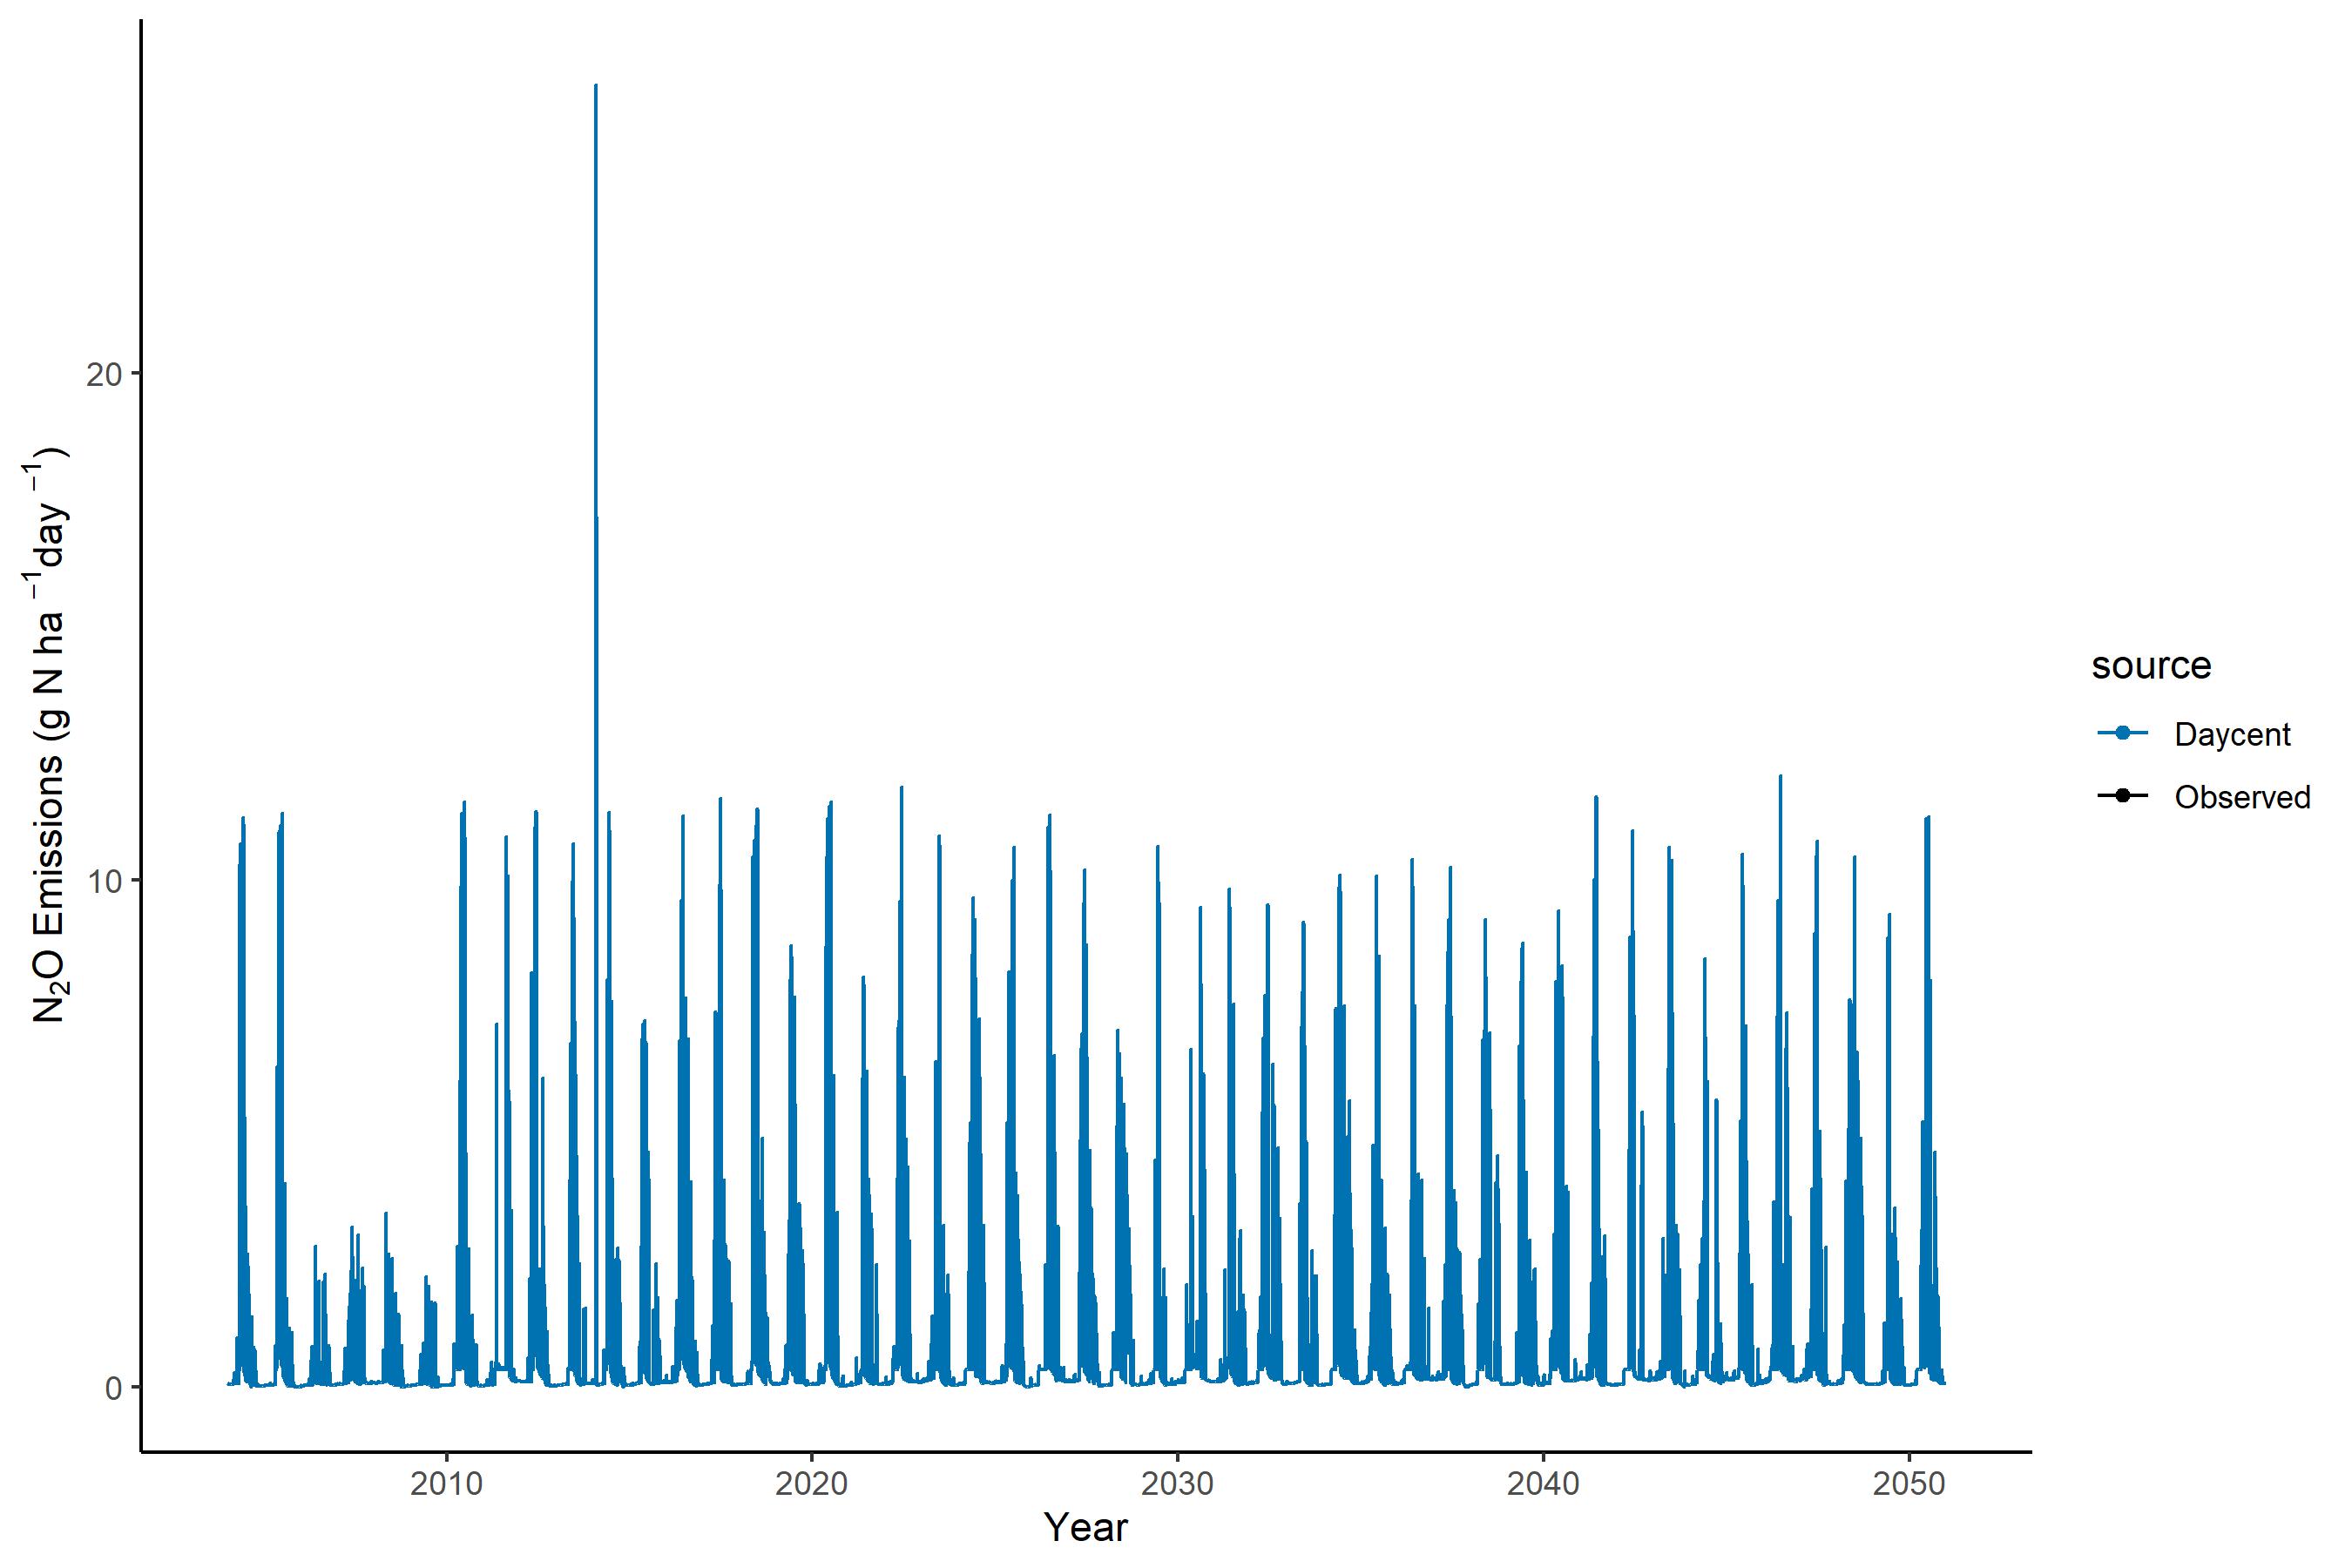 N₂O Emissions (g N ha ⁻¹day ⁻¹)
20
10
0
2010 2020 2030 2040 2050
Year
source
Daycent
Observed